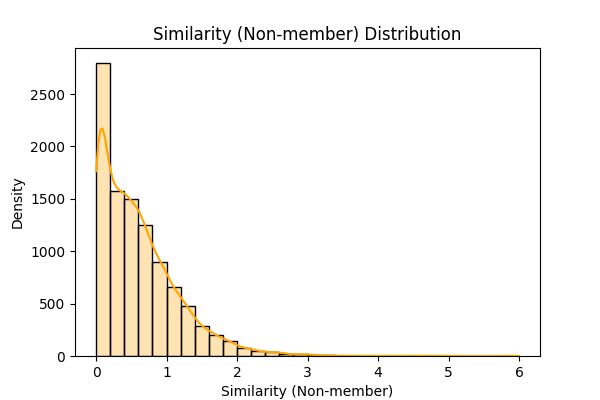 Similarity (Non-member) Distribution
Density
2500
2000
1500
1000
500
0
0 1 2 3 4 5 6
Similarity (Non-member)